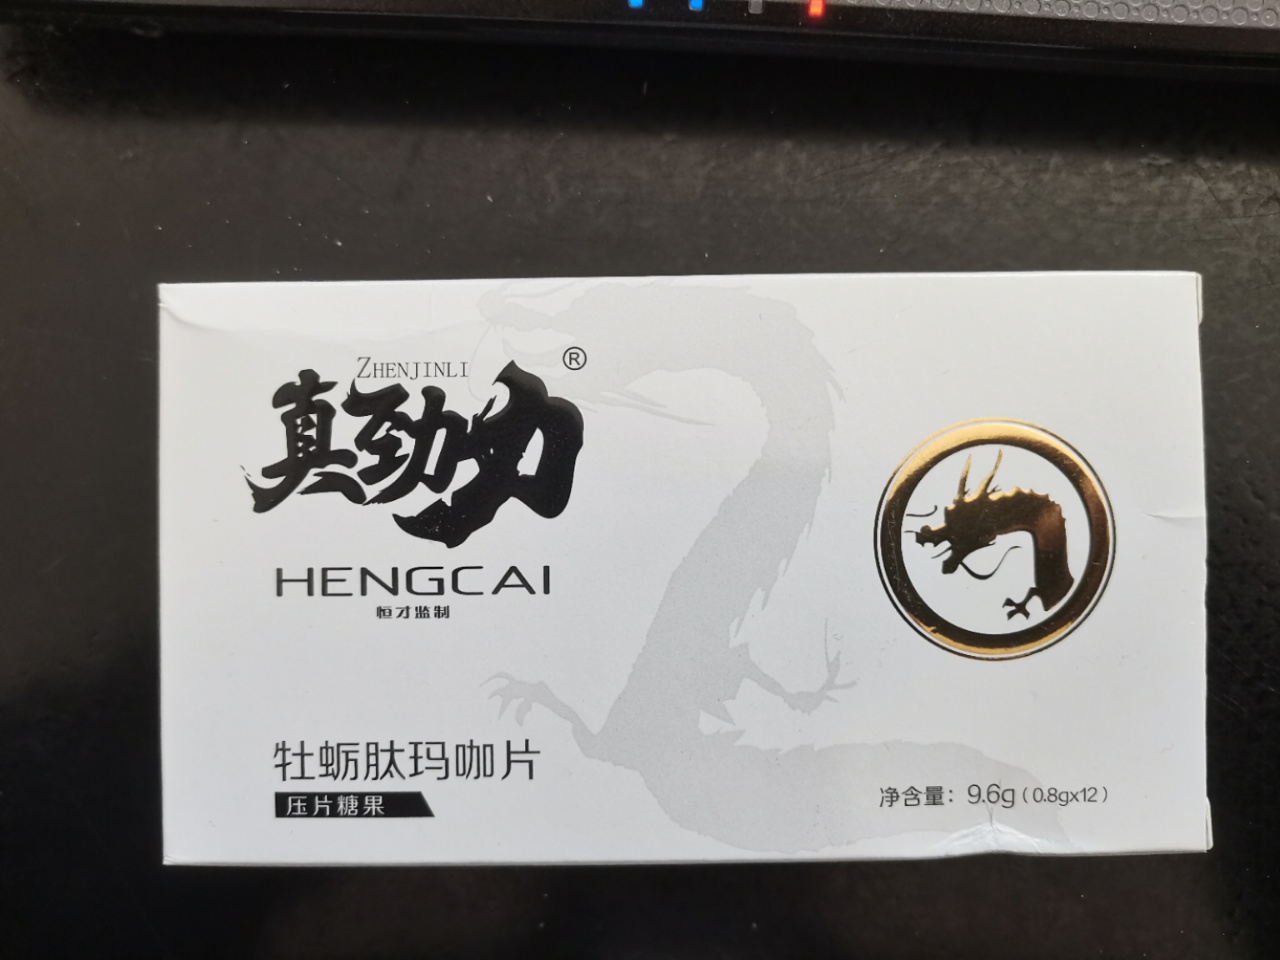 ZHENJINLI
真劲力®
HENGCAI
恒才监制
牡蛎肽玛咖片
压片糖果
净含量：9.6g（0.8gx12）